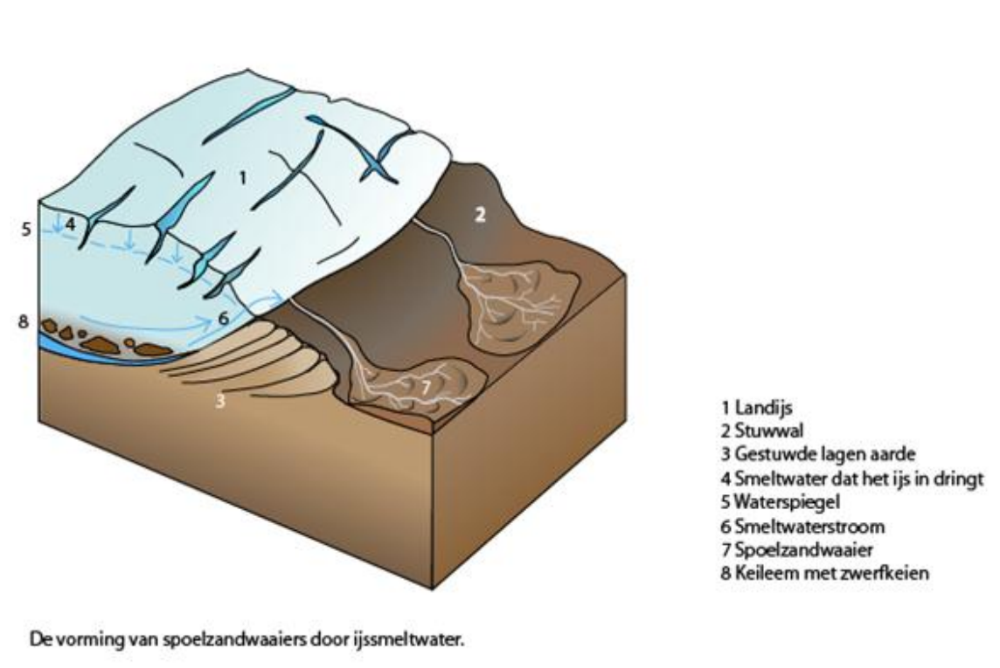 1
2
5
4
8
6
7
3
1 Landijs
2 Stuwwal
3 Gestuwde lagen aarde
4 Smeltwater dat het ijs in dringt
5 Waterspiegel
6 Smeltwaterstroom
7 Spoelzandwaaier
8 Keileem met zwerfkeien
De vorming van spoelzandwaaiers door ijssmeltwater.